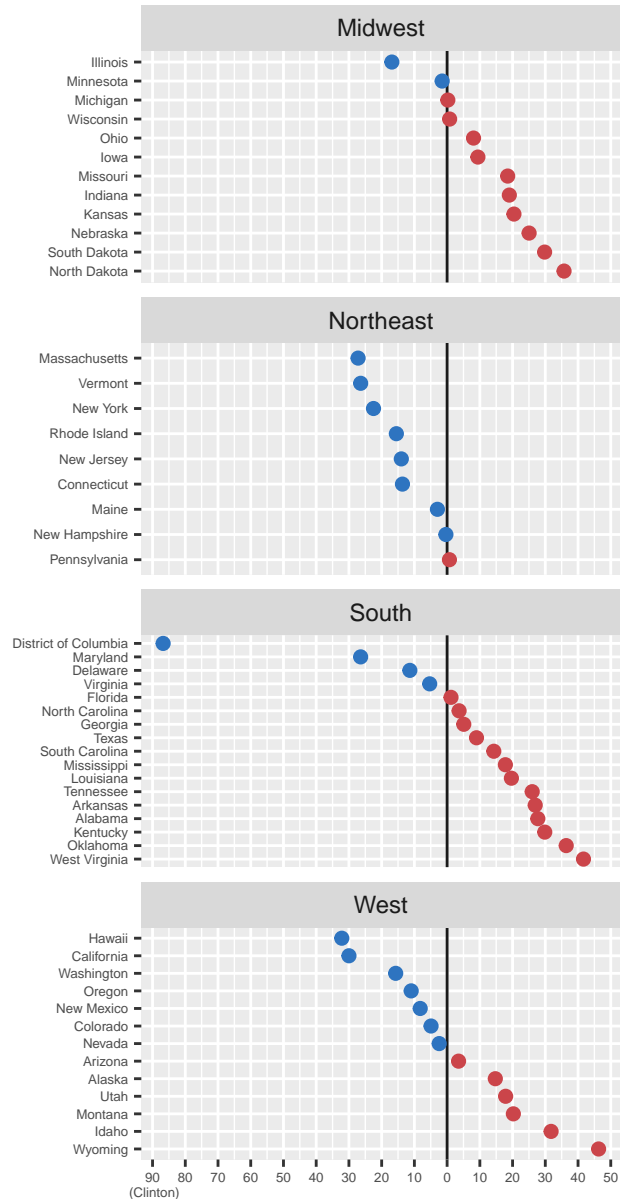 Midwest
Illinois
Minnesota
Michigan
Wisconsin
Ohio
Iowa
Missouri
Indiana
Kansas
Nebraska
South Dakota
North Dakota
Northeast
Massachusetts
Vermont
New York
Rhode Island
New Jersey
Connecticut
Maine
New Hampshire
Pennsylvania
South
District of Columbia
Maryland
Delaware
Virginia
Florida
North Carolina
Georgia
Texas
South Carolina
Mississippi
Louisiana
Tennessee
Arkansas
Alabama
Kentucky
Oklahoma
West Virginia
West
Hawaii
California
Washington
Oregon
New Mexico
Colorado
Nevada
Arizona
Alaska
Utah
Montana
Idaho
Wyoming
90 80 70 60 50 40 30 20 10 0 10 20 30 40 50
(Clinton)